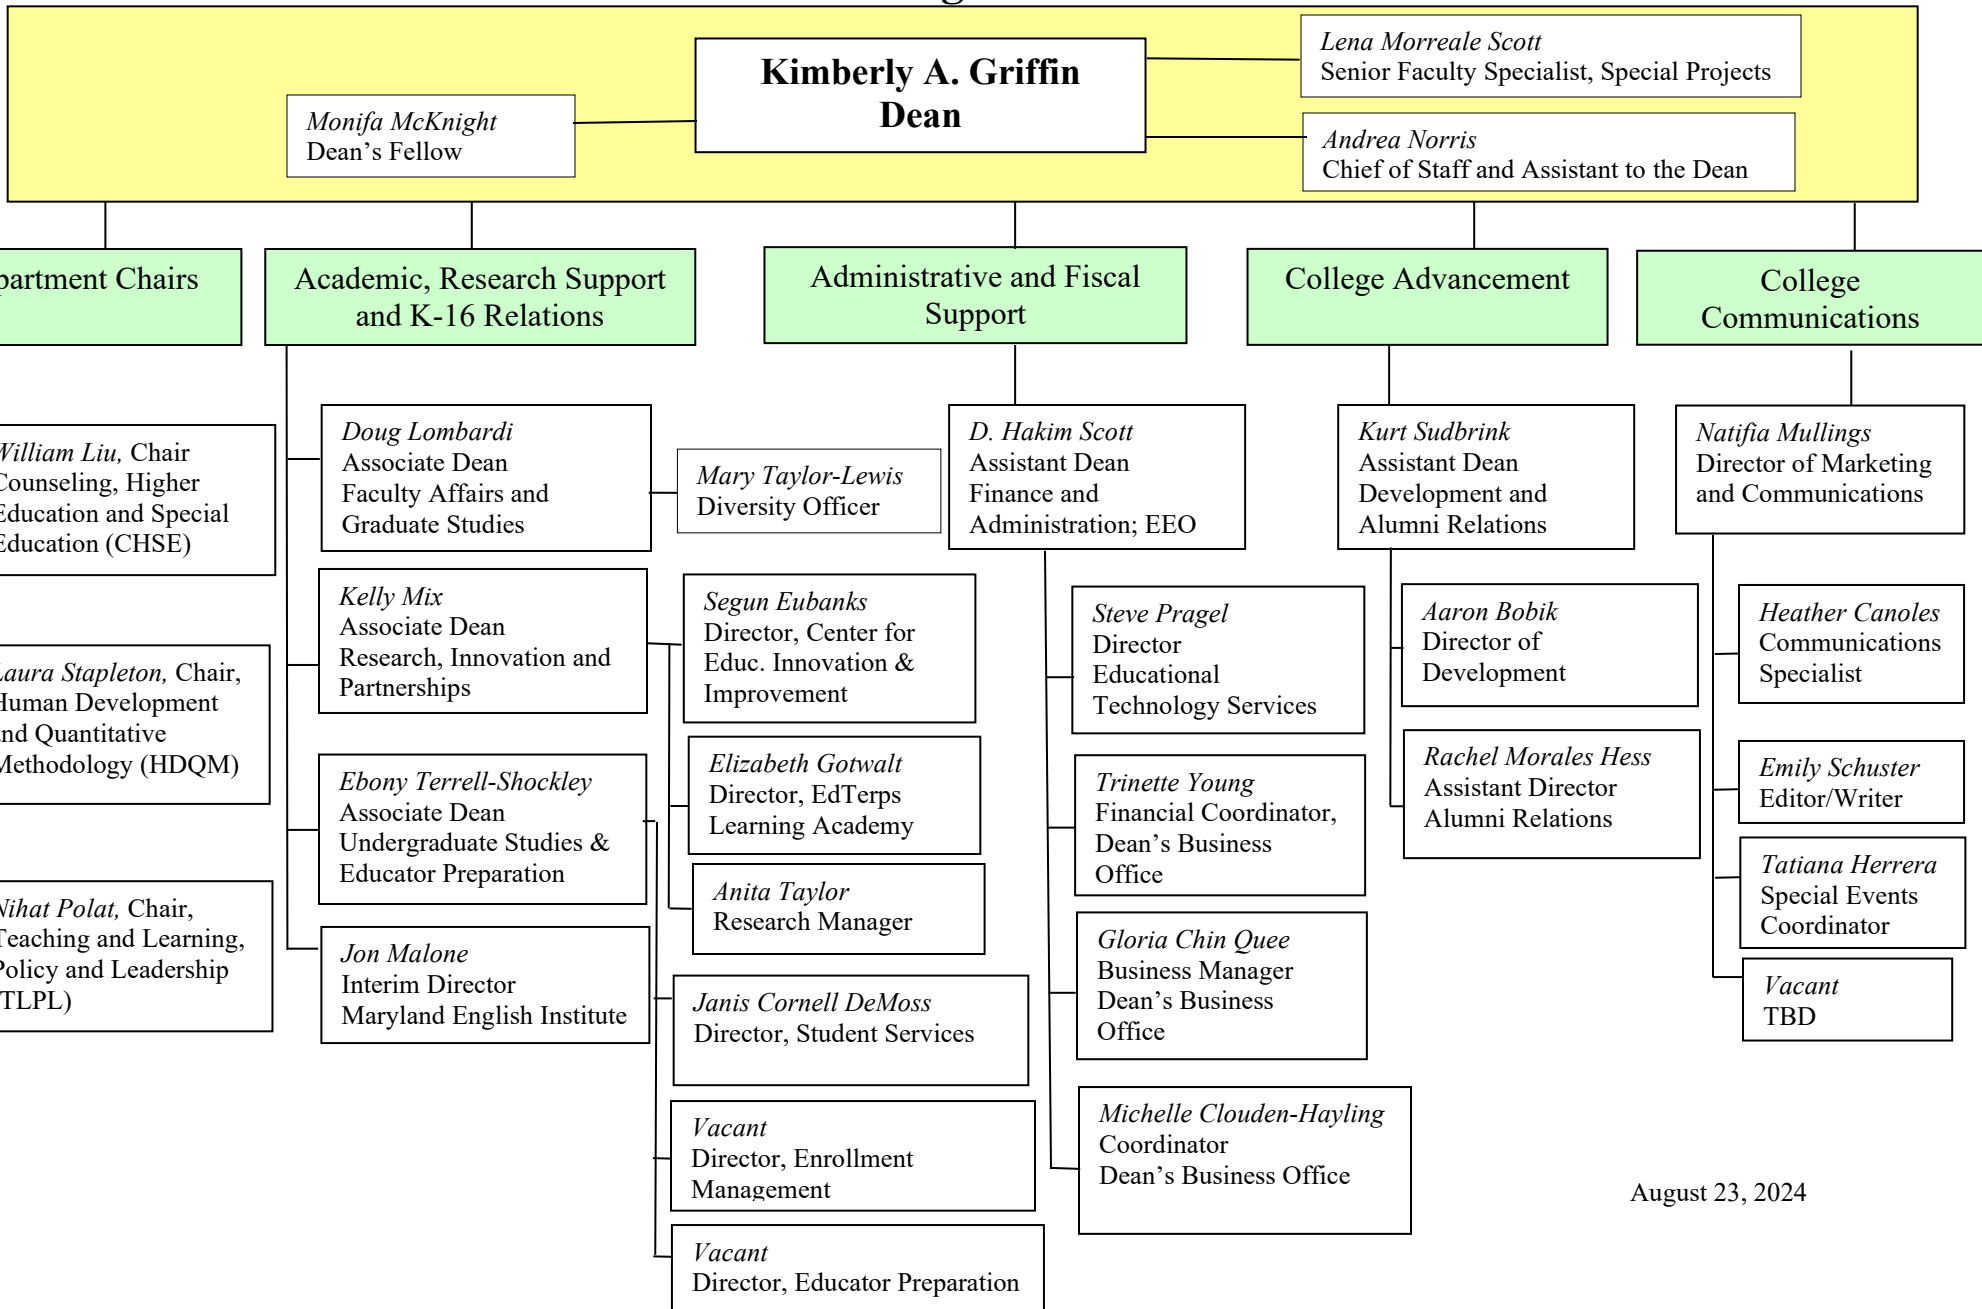 Lena Morreale Scott
Senior Faculty Specialist, Special Projects
Kimberly A. Griffin
Dean
Monifa McKnight
Dean’s Fellow
Andrea Norris
Chief of Staff and Assistant to the Dean
partment Chairs
Academic, Research Support
and K-16 Relations
Administrative and Fiscal
Support
College Advancement
College
Communications
William Liu, Chair
Counseling, Higher
Education and Special
Education (CHSE)
Laura Stapleton, Chair,
Human Development
and Quantitative
Methodology (HDQM)
Nihat Polat, Chair,
Teaching and Learning,
Policy and Leadership
TLPL)
Doug Lombardi
Associate Dean
Faculty Affairs and
Graduate Studies
Mary Taylor-Lewis
Diversity Officer
Kelly Mix
Associate Dean
Research, Innovation and
Partnerships
Segun Eubanks
Director, Center for
Educ. Innovation &
Improvement
Elizabeth Gotwalt
Director, EdTerps
Learning Academy
Anita Taylor
Research Manager
Ebony Terrell-Shockley
Associate Dean
Undergraduate Studies &
Educator Preparation
Jon Malone
Interim Director
Maryland English Institute
Janis Cornell DeMoss
Director, Student Services
Vacant
Director, Enrollment
Management
Vacant
Director, Educator Preparation
D. Hakim Scott
Assistant Dean
Finance and
Administration; EEO
Steve Pragel
Director
Educational
Technology Services
Trinette Young
Financial Coordinator,
Dean’s Business
Office
Gloria Chin Quee
Business Manager
Dean’s Business
Office
Michelle Clouden-Hayling
Coordinator
Dean’s Business Office
Kurt Sudbrink
Assistant Dean
Development and
Alumni Relations
Aaron Bobik
Director of
Development
Rachel Morales Hess
Assistant Director
Alumni Relations
Natifia Mullings
Director of Marketing
and Communications
Heather Canoles
Communications
Specialist
Emily Schuster
Editor/Writer
Tatiana Herrera
Special Events
Coordinator
Vacant
TBD
August 23, 2024